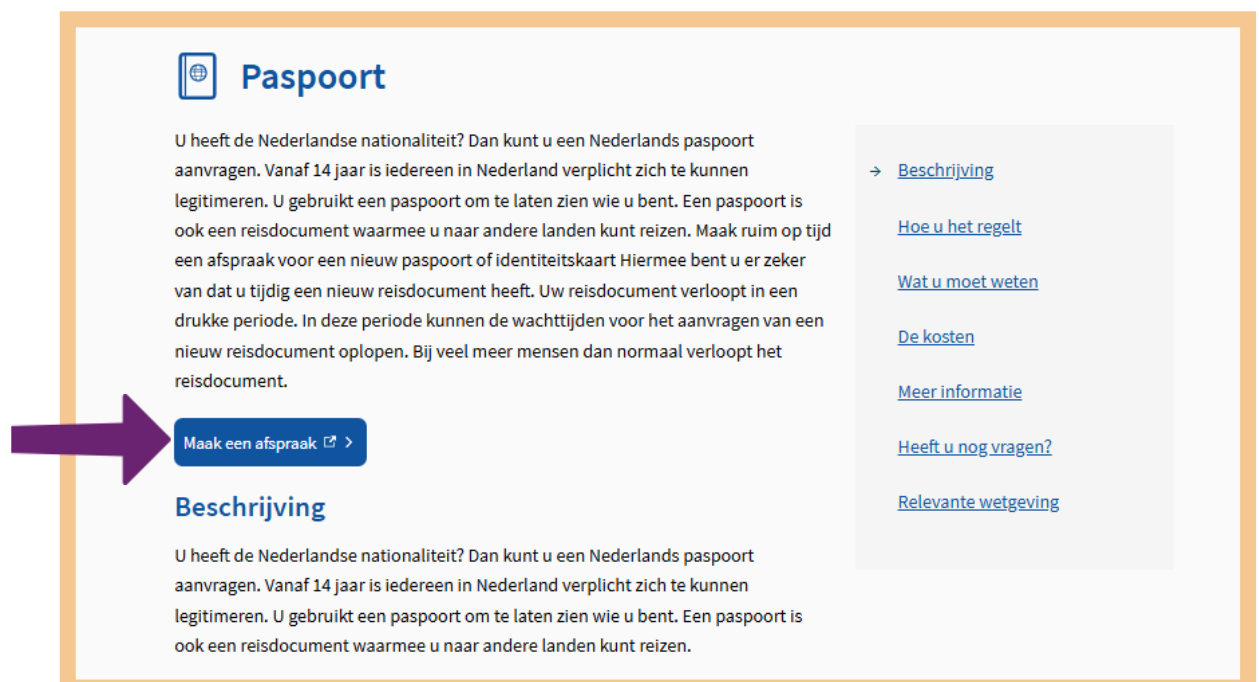 Paspoort
U heeft de Nederlandse nationaliteit? Dan kunt u een Nederlands paspoort
aanvragen. Vanaf 14 jaar is iedereen in Nederland verplicht zich te kunnen
legitimeren. U gebruikt een paspoort om te laten zien wie u bent. Een paspoort is
ook een reisdocument waarmee u naar andere landen kunt reizen. Maak ruim op tijd
een afspraak voor een nieuw paspoort of identiteitskaart Hiermee bent u er zeker
van dat u tijdig een nieuw reisdocument heeft. Uw reisdocument verloopt in een
drukke periode. In deze periode kunnen de wachttijden voor het aanvragen van een
nieuw reisdocument oplopen. Bij veel meer mensen dan normaal verloopt het
reisdocument.
Maak een afspraak
Beschrijving
U heeft de Nederlandse nationaliteit? Dan kunt u een Nederlands paspoort
aanvragen. Vanaf 14 jaar is iedereen in Nederland verplicht zich te kunnen
legitimeren. U gebruikt een paspoort om te laten zien wie u bent. Een paspoort is
ook een reisdocument waarmee u naar andere landen kunt reizen.
Beschrijving
Hoe u het regelt
Wat u moet weten
De kosten
Meer informatie
Heeft u nog vragen?
Relevante wetgeving